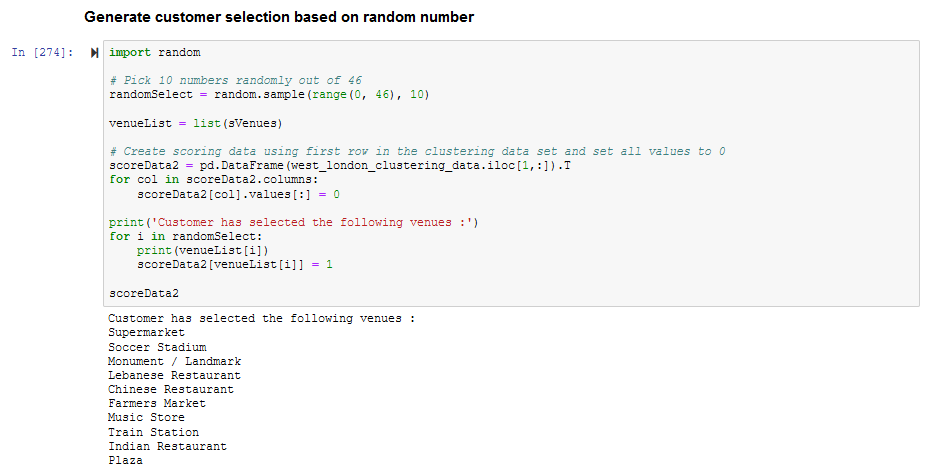 Generate customer selection based on random number
In [274]:
import random
# Pick 10 numbers randomly out of 46
randomSelect = random.sample(range(0, 46), 10)
venueList = list(sVenues)
# Create scoring data using first row in the clustering data set and set all values to 0
scoreData2 = pd.DataFrame(west_london_clustering_data.iloc[1,:]).T
for col in scoreData2.columns:
    scoreData2[col].values[:] = 0
print('Customer has selected the following venues :')
for i in randomSelect:
    print(venueList[i])
    scoreData2[venueList[i]] = 1
scoreData2
Customer has selected the following venues :
Supermarket
Soccer Stadium
Monument / Landmark
Lebanese Restaurant
Chinese Restaurant
Farmers Market
Music Store
Train Station
Indian Restaurant
Plaza